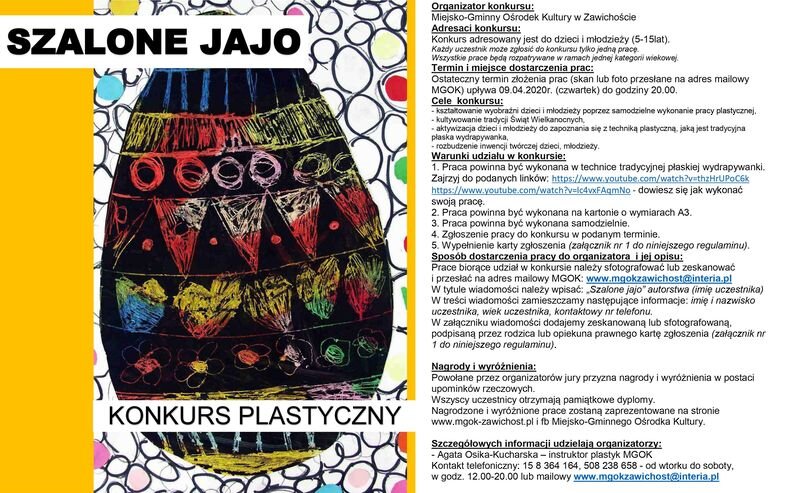 SZALONE JAJO
KONKURS PLASTYCZNY
Organizator konkursu:
Miejsko-Gminny Ośrodek Kultury w Zawichoście
Adresaci konkursu:
Konkurs adresowany jest do dzieci i młodzieży (5-15lat).
Każdy uczestnik może zgłosić do konkursu tylko jedną pracę.
Wszystkie prace będą rozpatrywane w ramach jednej kategorii wiekowej.
Termin i miejsce dostarczenia prac:
Ostateczny termin złożenia prac (skan lub foto przesłane na adres mailowy
MGOK) upływa 09.04.2020r. (czwartek) do godziny 20.00.
Cele konkursu:
- kształtowanie wyobraźni dzieci i młodzieży poprzez samodzielne wykonanie pracy plastycznej,
- kultywowanie tradycji Świąt Wielkanocnych,
- aktywizacja dzieci i młodzieży do zapoznania się z techniką plastyczną, jaką jest tradycyjna
płaska wydrapywanka,
- rozbudzenie inwencji twórczej dzieci, młodzieży.
Warunki udziału w konkursie:
1. Praca powinna być wykonana w technice tradycyjnej płaskiej wydrapywanki.
Zajrzyj do podanych linków: https://www.youtube.com/watch?v=thzHrUPoC6k
https://www.youtube.com/watch?v=lc4vxFAqmNo - dowiesz się jak wykonać
swoją pracę.
2. Praca powinna być wykonana na kartonie o wymiarach A3.
3. Praca powinna być wykonana samodzielnie.
4. Zgłoszenie pracy do konkursu w podanym terminie.
5. Wypełnienie karty zgłoszenia (załącznik nr 1 do niniejszego regulaminu).
Sposób dostarczenia pracy do organizatora i jej opisu:
Prace biorące udział w konkursie należy sfotografować lub zeskanować
i przesłać na adres mailowy MGOK: www.mgokzawichost@interia.pl
W tytule wiadomości należy wpisać: „Szalone jajo" autorstwa (imię uczestnika)
W treści wiadomości zamieszczamy następujące informacje: imię i nazwisko
uczestnika, wiek uczestnika, kontaktowy nr telefonu.
W załączniku wiadomości dodajemy zeskanowaną lub sfotografowaną,
podpisaną przez rodzica lub opiekuna prawnego kartę zgłoszenia (załącznik nr
1 do niniejszego regulaminu).
Nagrody i wyróżnienia:
Powołane przez organizatorów jury przyzna nagrody i wyróżnienia w postaci
upominków rzeczowych.
Wszyscy uczestnicy otrzymają pamiątkowe dyplomy.
Nagrodzone i wyróżnione prace zostaną zaprezentowane na stronie
www.mgok-zawichost.pl i fb Miejsko-Gminnego Ośrodka Kultury.
Szczegółowych informacji udzielają organizatorzy:
- Agata Osika-Kucharska – instruktor plastyk MGOK
Kontakt telefoniczny: 15 8 364 164, 508 238 658 - od wtorku do soboty,
w godz. 12.00-20.00 lub mailowy www.mgokzawichost@interia.pl